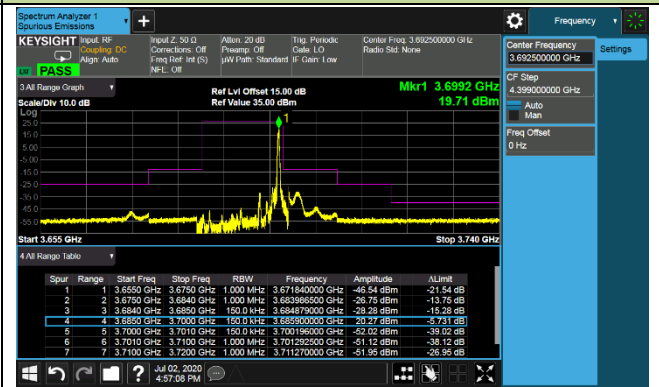 Spectrum Analyzer 1
Spurious Emissions
Frequency
KEYSIGHT
Input: RF
Coupling: DC
Align: Auto
Input Z: 50 Ω
Corrections: Off
Freq Ref: Int (S)
NFE: Off
Atten: 20 dB
Preamp: Off
µW Path: Standard
Trig: Periodic
Gate: LO
IF Gain: Low
Center Freq: 3.692500000 GHz
Radio Std: None
PASS
Center Frequency
3.692500000 GHz
Settings
CF Step
4.399000000 GHz
Auto
Man
Freq Offset
0 Hz
3 All Range Graph
Scale/Div 10.0 dB
Ref Lvl Offset 15.00 dB
Ref Value 35.00 dBm
Mkr1 3.6992 GHz
19.71 dBm
Log
25.0
15.0
5.00
-5.00
-15.0
-25.0
-35.0
-45.0
-55.0
1
Start 3.655 GHz
Stop 3.740 GHz
4 All Range Table
Spur Range Start Freq Stop Freq RBW Frequency Amplitude ΔLimit
1 1 3.6550 GHz 3.6750 GHz 1.000 MHz 3.671840000 GHz -46.54 dBm -21.54 dB
2 2 3.6750 GHz 3.6840 GHz 1.000 MHz 3.683986500 GHz -26.75 dBm -13.75 dB
3 3 3.6840 GHz 3.6850 GHz 150.0 kHz 3.684879000 GHz -28.28 dBm -15.28 dB
4 4 3.6850 GHz 3.7000 GHz 150.0 kHz 3.685900000 GHz 20.27 dBm -5.731 dB
5 5 3.7000 GHz 3.7010 GHz 150.0 kHz 3.700196000 GHz -52.02 dBm -39.02 dB
6 6 3.7010 GHz 3.7100 GHz 1.000 MHz 3.701292500 GHz -51.12 dBm -38.12 dB
7 7 3.7100 GHz 3.7200 GHz 1.000 MHz 3.711270000 GHz -51.95 dBm -26.95 dB
?
Jul 02, 2020
4:57:08 PM